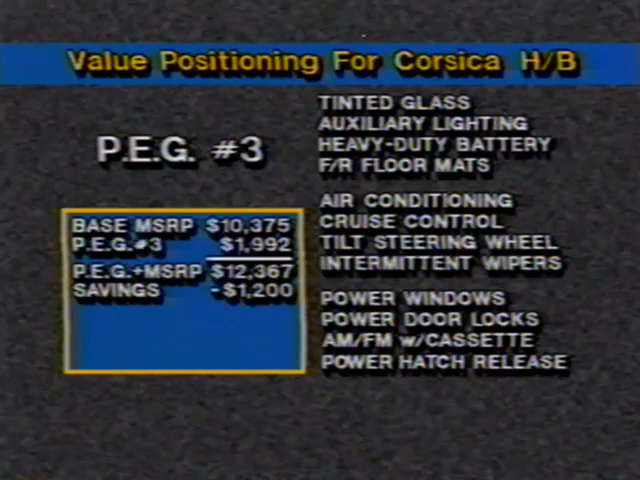 Value Positioning For Corsica H/B
P.E.G. #3
BASE MSRP $10,375
P.E.G.#3 $1,992
P.E.G.+MSRP $12,367
SAVINGS -$1,200
TINTED GLASS
AUXILIARY LIGHTING
HEAVY-DUTY BATTERY
F/R FLOOR MATS
AIR CONDITIONING
CRUISE CONTROL
TILT STEERING WHEEL
INTERMITTENT WIPERS
POWER WINDOWS
POWER DOOR LOCKS
AM/FM w/CASSETTE
POWER HATCH RELEASE